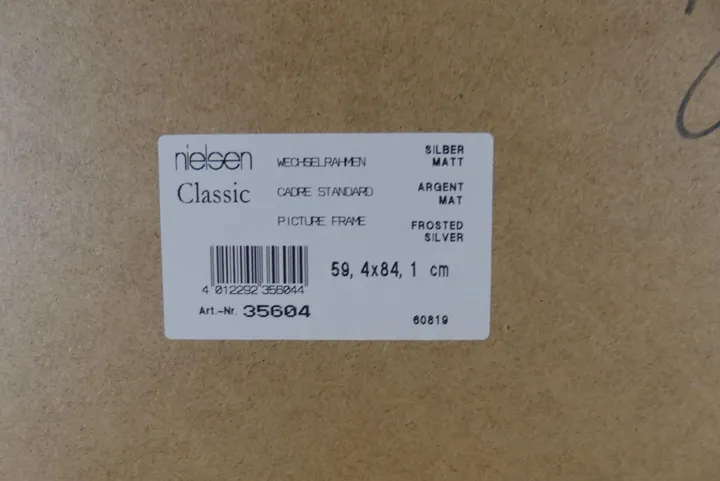 nielsen
Classic
WECHSELRAHMEN
CADRE STANDARD
PICTURE FRAME
SILBER
MATT
ARGENT
MAT
FROSTED
SILVER
59, 4x84, 1 cm
4 012292 356044
Art.-Nr. 35604
60819